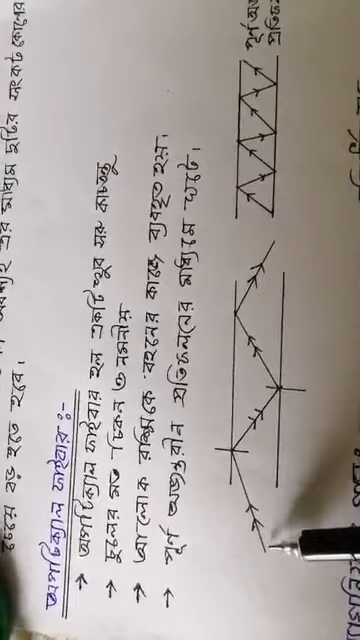 চেয়ে বড় হতে হবে।
অপটিক্যাল ফাইবার :-
→ অপটিক্যাল ফাইবার হল একটি খুব সরু কাচতন্তু
→ চুলের মত চিকন ও নমনীয়
→ আলোক রশ্মিকে বহনের কাজে ব্যবহৃত হয়।
→ পূর্ণ অভ্যন্তরীন প্রতিফলনের মাধ্যমে ঘটে।